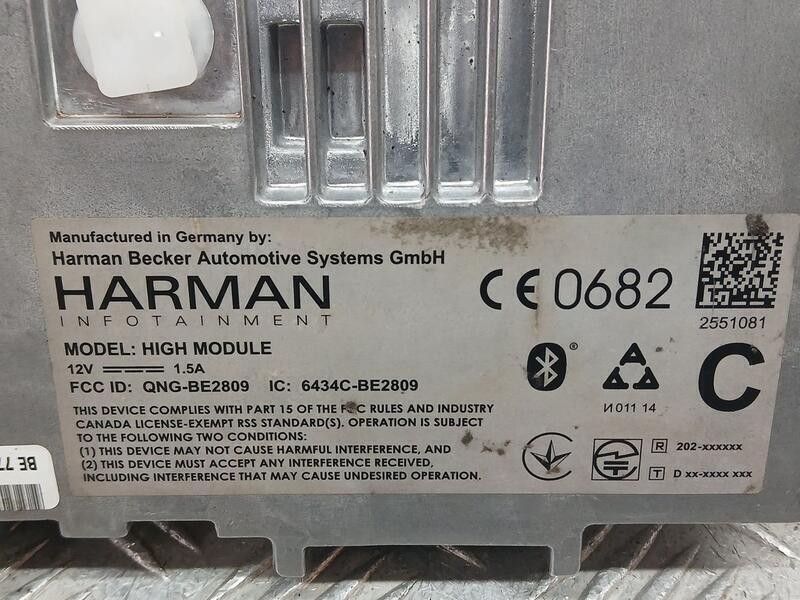 Manufactured in Germany by:
Harman Becker Automotive Systems GmbH
HARMAN
INFOTAINMENT
CE 0682
2551081
MODEL: HIGH MODULE
12V 1.5A
FCC ID: QNG-BE2809 IC: 6434C-BE2809
C
И 011 14
THIS DEVICE COMPLIES WITH PART 15 OF THE FCC RULES AND INDUSTRY
CANADA LICENSE-EXEMPT RSS STANDARD(S). OPERATION IS SUBJECT
TO THE FOLLOWING TWO CONDITIONS:
(1) THIS DEVICE MAY NOT CAUSE HARMFUL INTERFERENCE, AND
(2) THIS DEVICE MUST ACCEPT ANY INTERFERENCE RECEIVED,
INCLUDING INTERFERENCE THAT MAY CAUSE UNDESIRED OPERATION.
R 202-xxxxxx
T D xx-xxxx xxx
BE